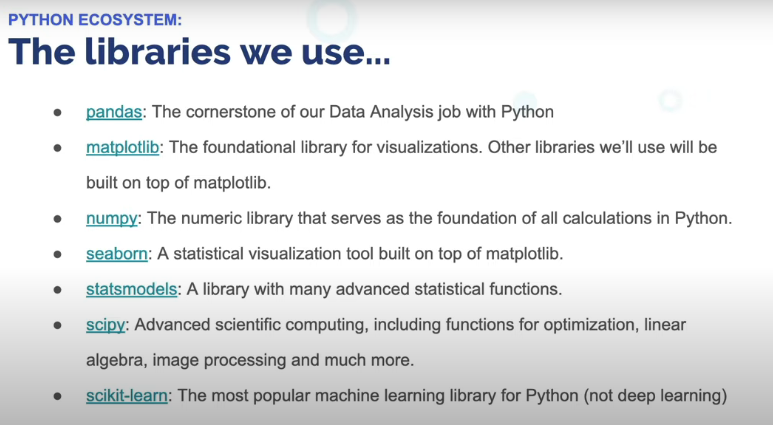 PYTHON ECOSYSTEM:
The libraries we use...
● pandas: The cornerstone of our Data Analysis job with Python
● matplotlib: The foundational library for visualizations. Other libraries we'll use will be
built on top of matplotlib.
● numpy: The numeric library that serves as the foundation of all calculations in Python.
● seaborn: A statistical visualization tool built on top of matplotlib.
● statsmodels: A library with many advanced statistical functions.
● scipy: Advanced scientific computing, including functions for optimization, linear
algebra, image processing and much more.
● scikit-learn: The most popular machine learning library for Python (not deep learning)